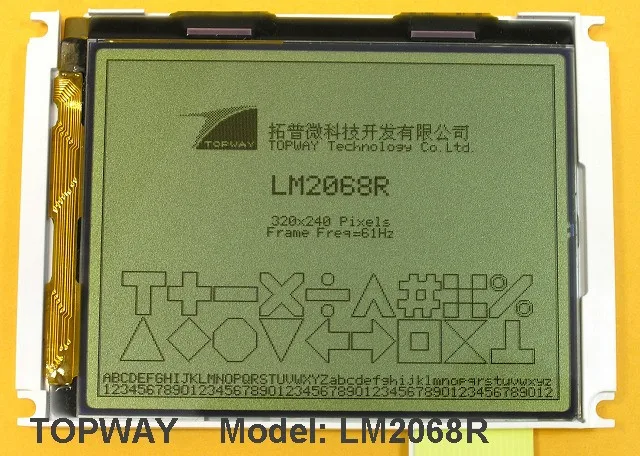 TOPWAY
拓普微科技开发有限公司
TOPWAY Technology Co.Ltd.
LM2068R
320x240 Pixels
Frame Freq=61Hz
ABCDEFGHIJKLMNOPQRSTUVWXYZabcdefghijklmnopqrstuvwxyz
1234567890123456789012345678901234567890123456789012
TOPWAY Model: LM2068R